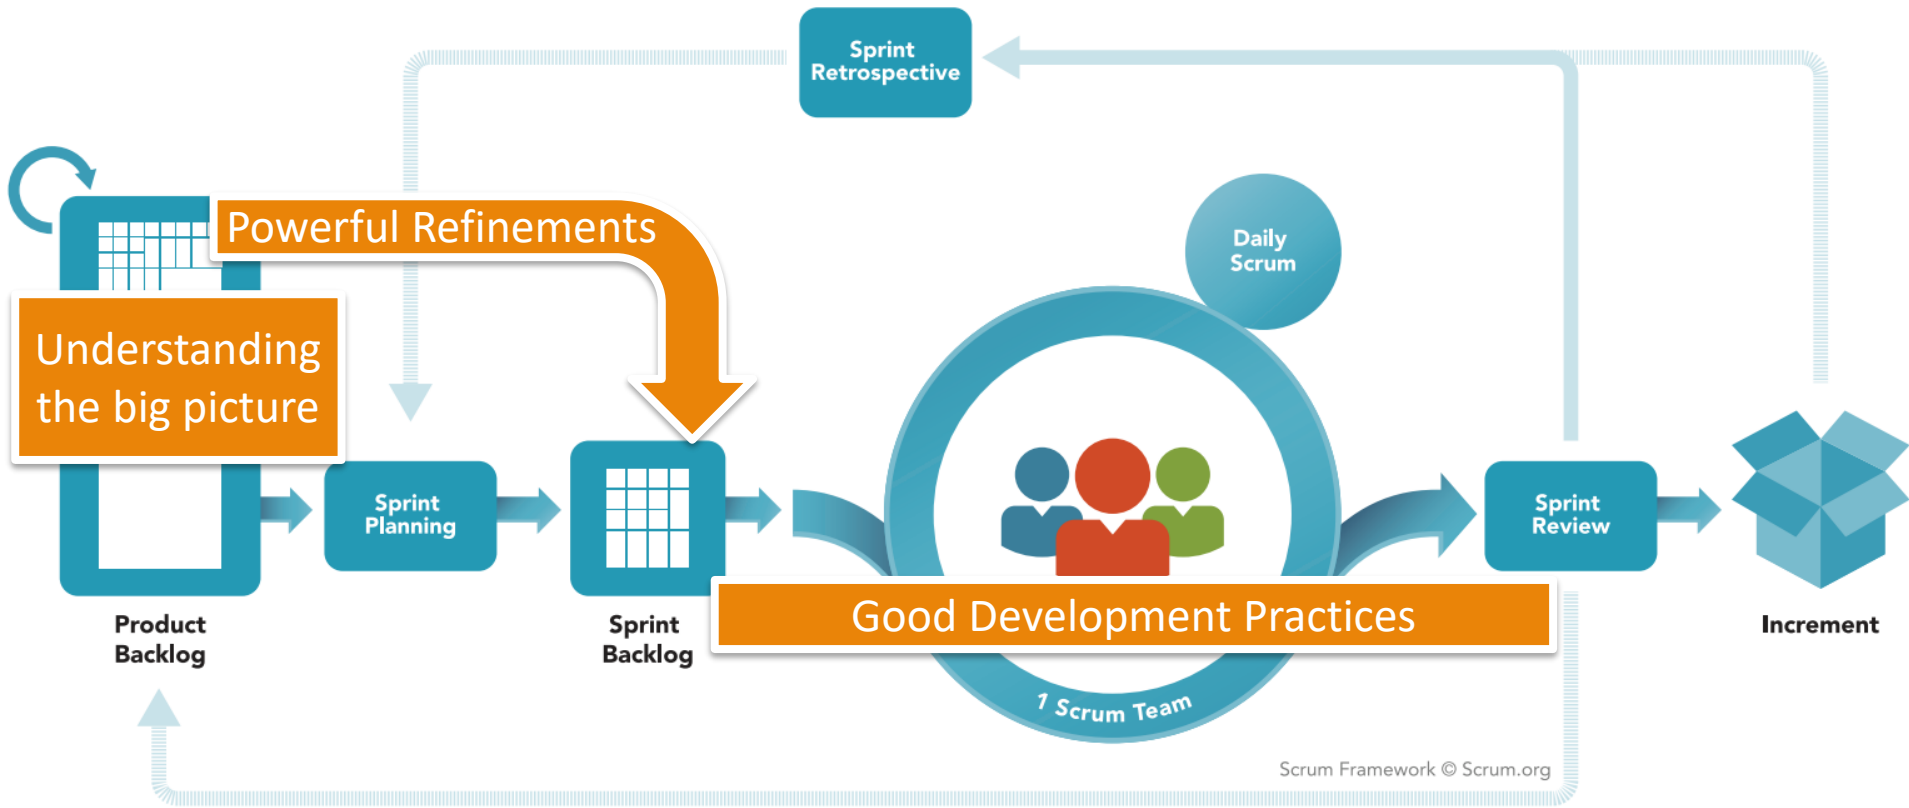 Sprint
Retrospective
Powerful Refinements
Daily
Scrum
Understanding
the big picture
Sprint
Planning
Sprint
Review
Good Development Practices
Product
Backlog
Sprint
Backlog
Increment
1 Scrum Team
Scrum Framework © Scrum.org